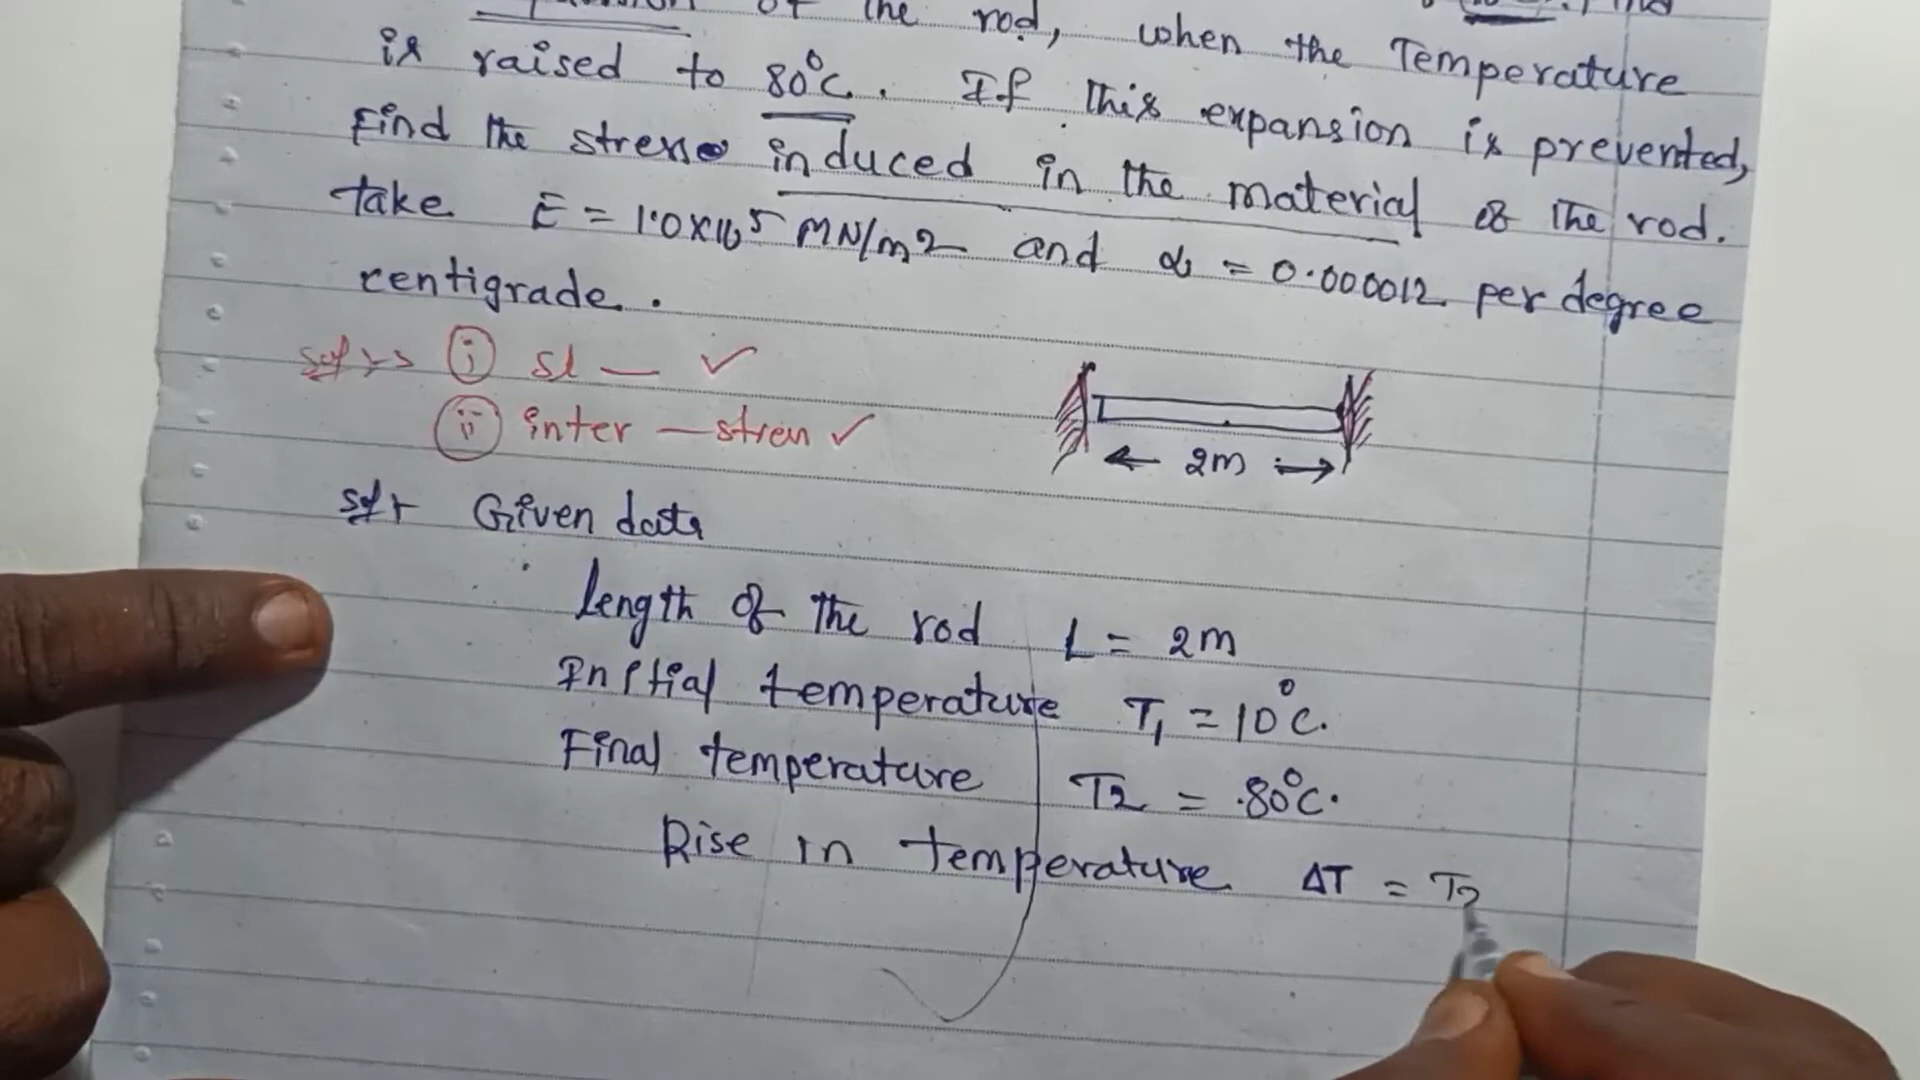 of the rod, when the Temperature
is raised to 80°C. If this expansion is prevented,
Find the stress induced in the material of the rod.
take E = 1.0×10⁵ MN/m2 and α = 0.000012 per degree
centigrade.
i) Sl — ✓
ii) inter — stren ✓
← 2m →
Given data
Length of the rod L = 2m
Initial temperature T₁ = 10°C.
Final temperature T2 = 80°C.
Rise in temperature ΔT = T2